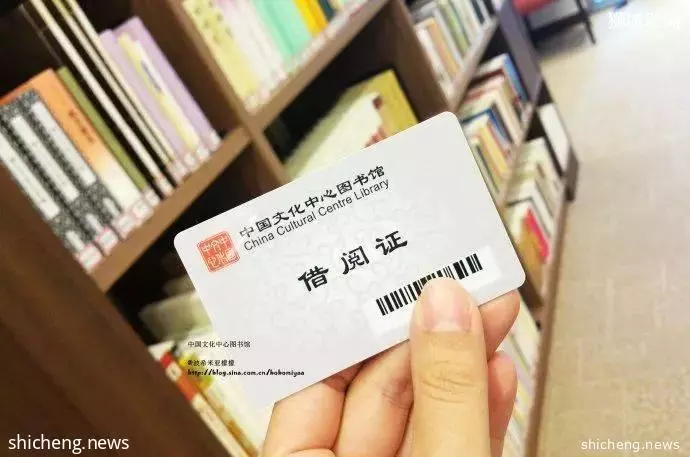 中国文化中心图书馆
China Cultural Centre Library
借阅证
中国文化中心图书馆
http://blog.sina.com.cn/kokomiyaa
shicheng.news
shicheng.news